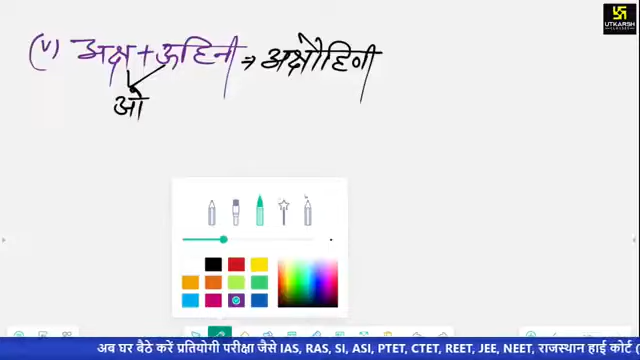 UTKARSH
CLASSES
(v) अक्ष + ऊहिनी ⇒ अक्षौहिनी
ओ
अब घर वैठे करें प्रतियोगी परीक्षा जैसे IAS, RAS, SI, ASI, PTET, CTET, REET, JEE, NEET, राजस्थान हाई कोर्ट